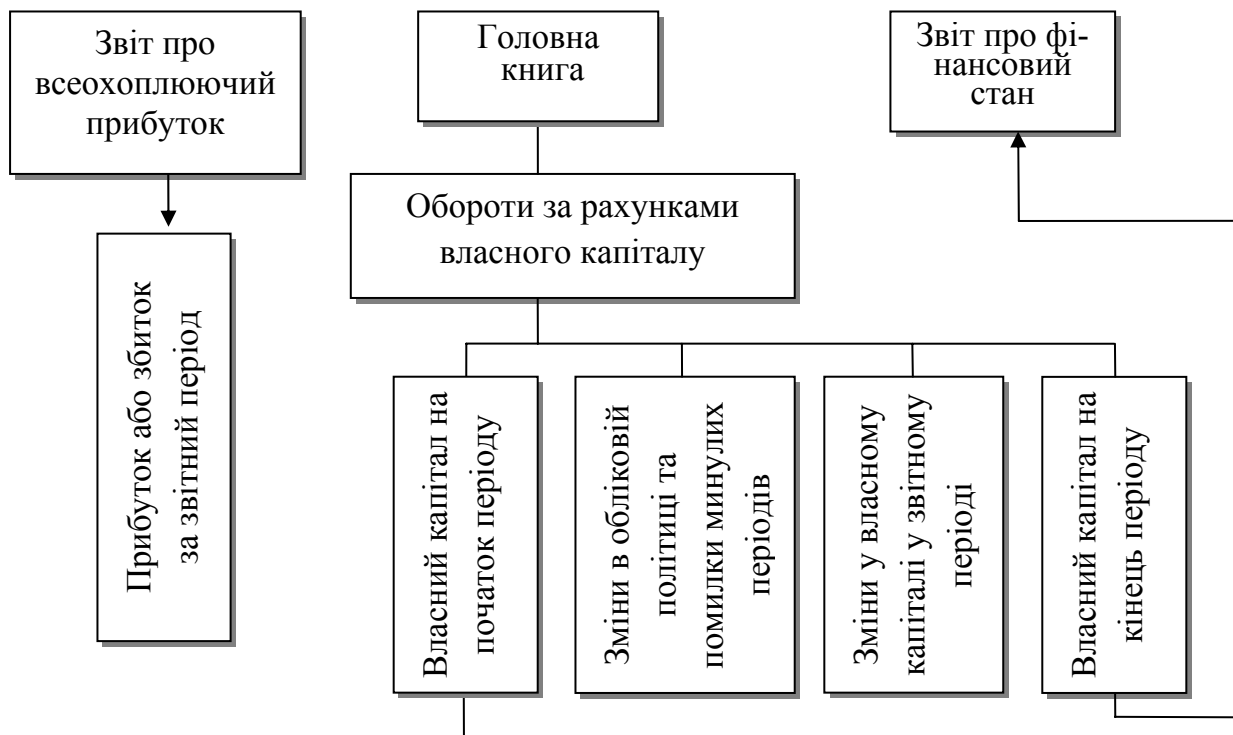 Звіт про
всеохоплюючий
прибуток
Головна
книга
Звіт про фі-
нансовий
стан
Обороти за рахунками
власного капіталу
Прибуток або збиток
за звітний період
Власний капітал на
початок періоду
Зміни в обліковій
політиці та
помилки минулих
періодів
Зміни у власному
капіталі у звітному
періоді
Власний капітал на
кінець періоду